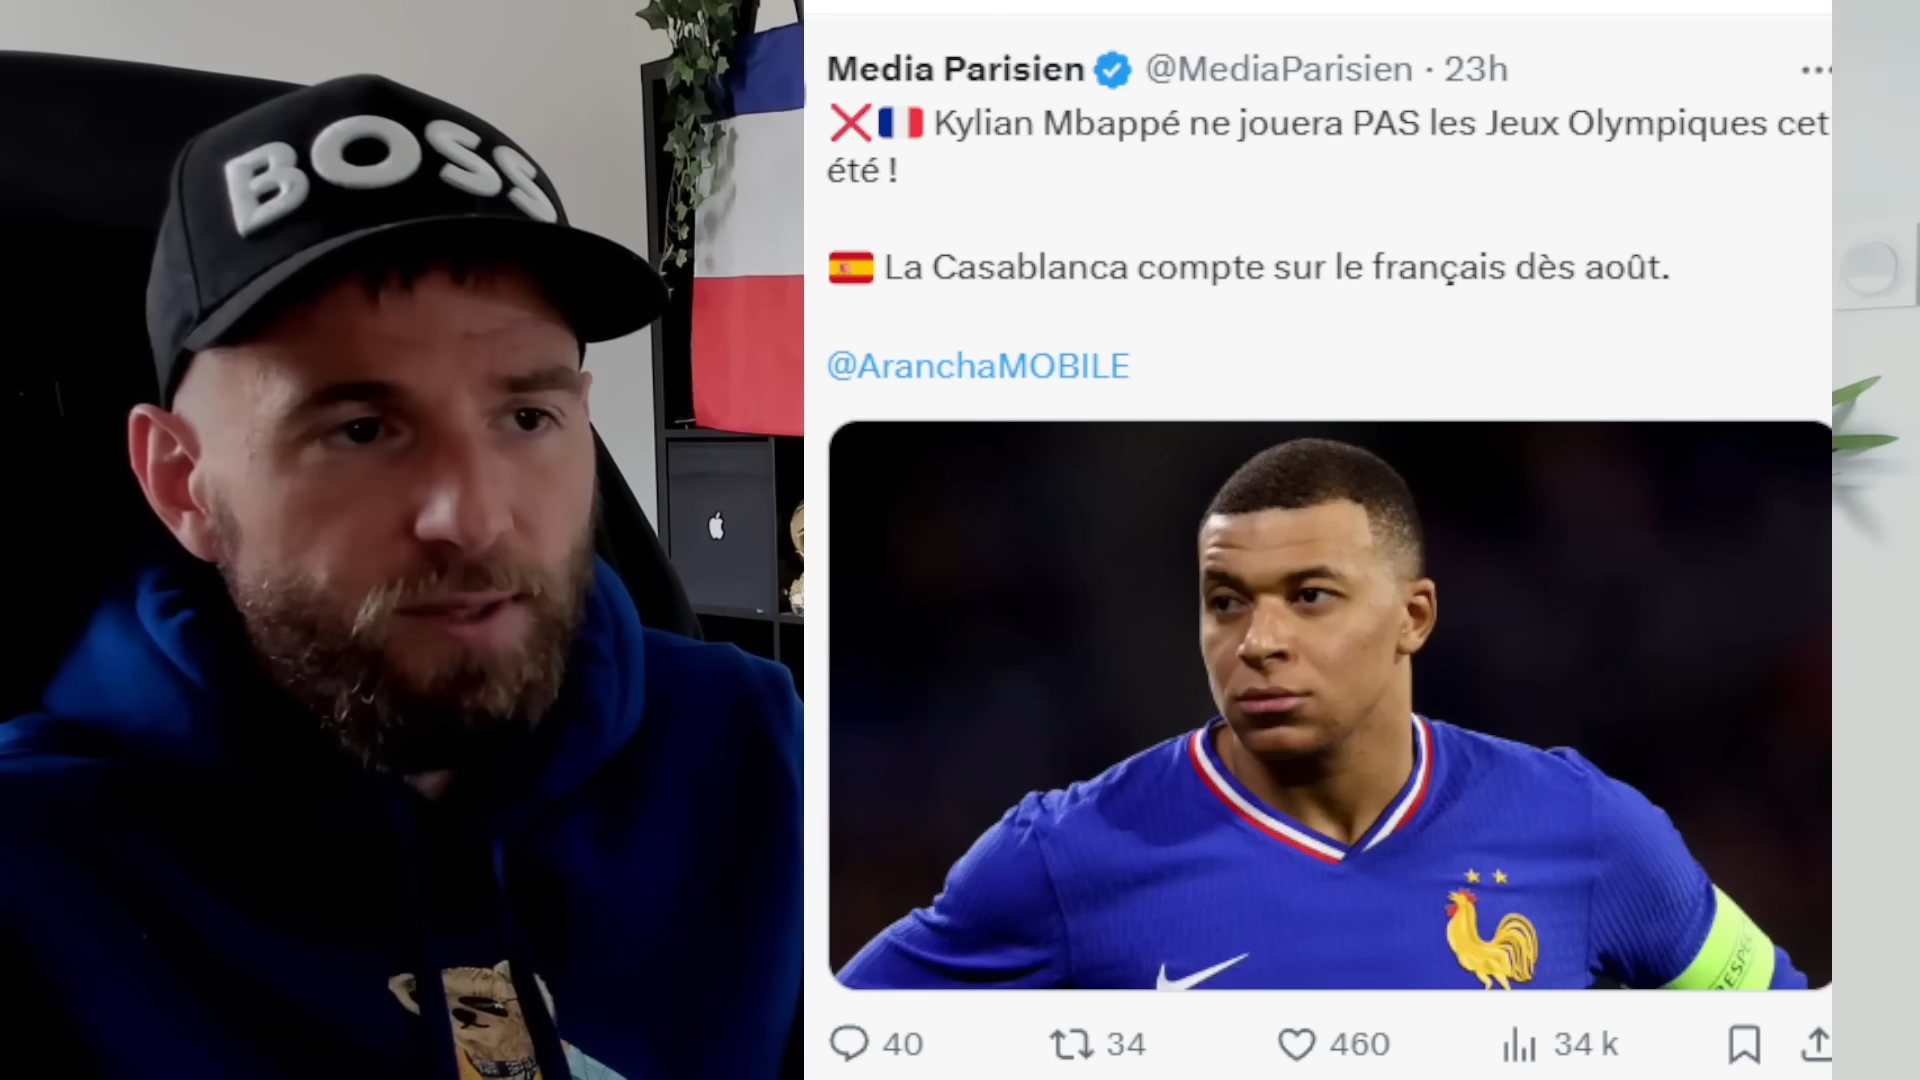 BOSS
Media Parisien @MediaParisien · 23h
❌🇫🇷 Kylian Mbappé ne jouera PAS les Jeux Olympiques cet
été !
🇪🇸 La Casablanca compte sur le français dès août.
@AranchaMOBILE
RESPEC
40 34 460 34 k